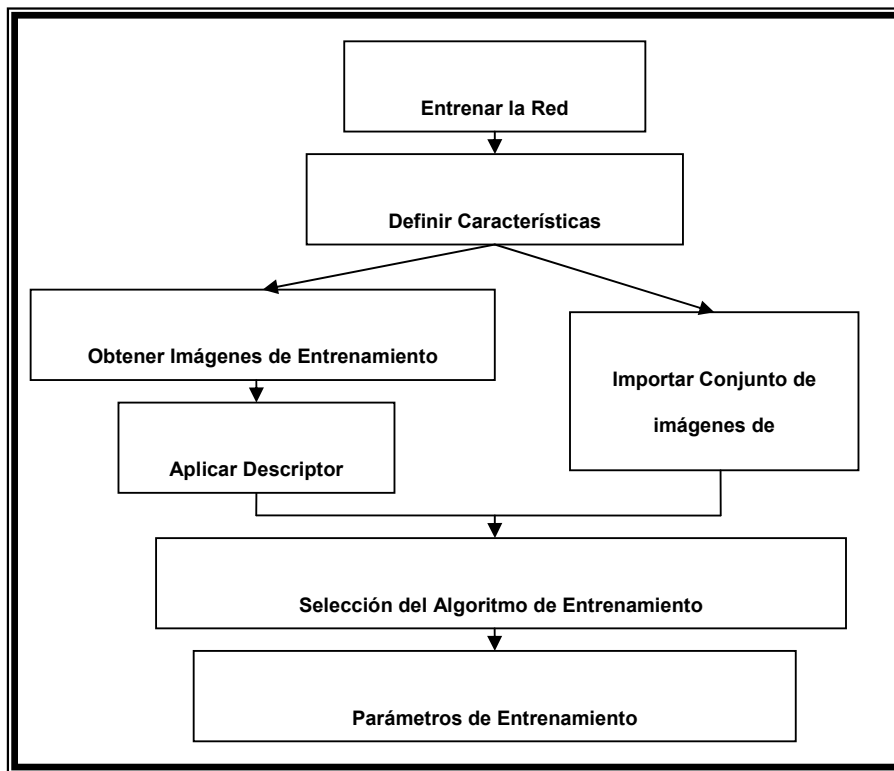 Entrenar la Red
Definir Características
Obtener Imágenes de Entrenamiento
Importar Conjunto de
imágenes de
Aplicar Descriptor
Selección del Algoritmo de Entrenamiento
Parámetros de Entrenamiento